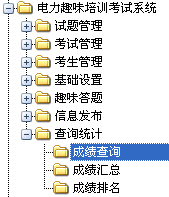 电力趣味培训考试系统
试题管理
考试管理
考生管理
基础设置
趣味答题
信息发布
查询统计
成绩查询
成绩汇总
成绩排名